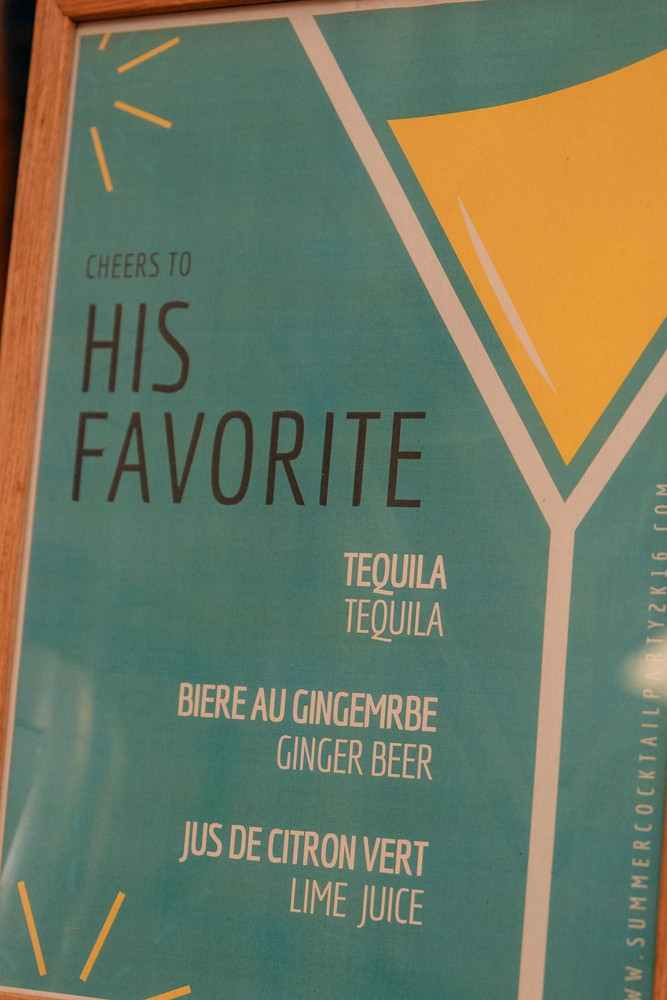 CHEERS TO
HIS
FAVORITE
TEQUILA
TEQUILA
BIERE AU GINGEMRBE
GINGER BEER
JUS DE CITRON VERT
LIME JUICE
WW.SUMMERCOCKTAILPARTY2K16.COM